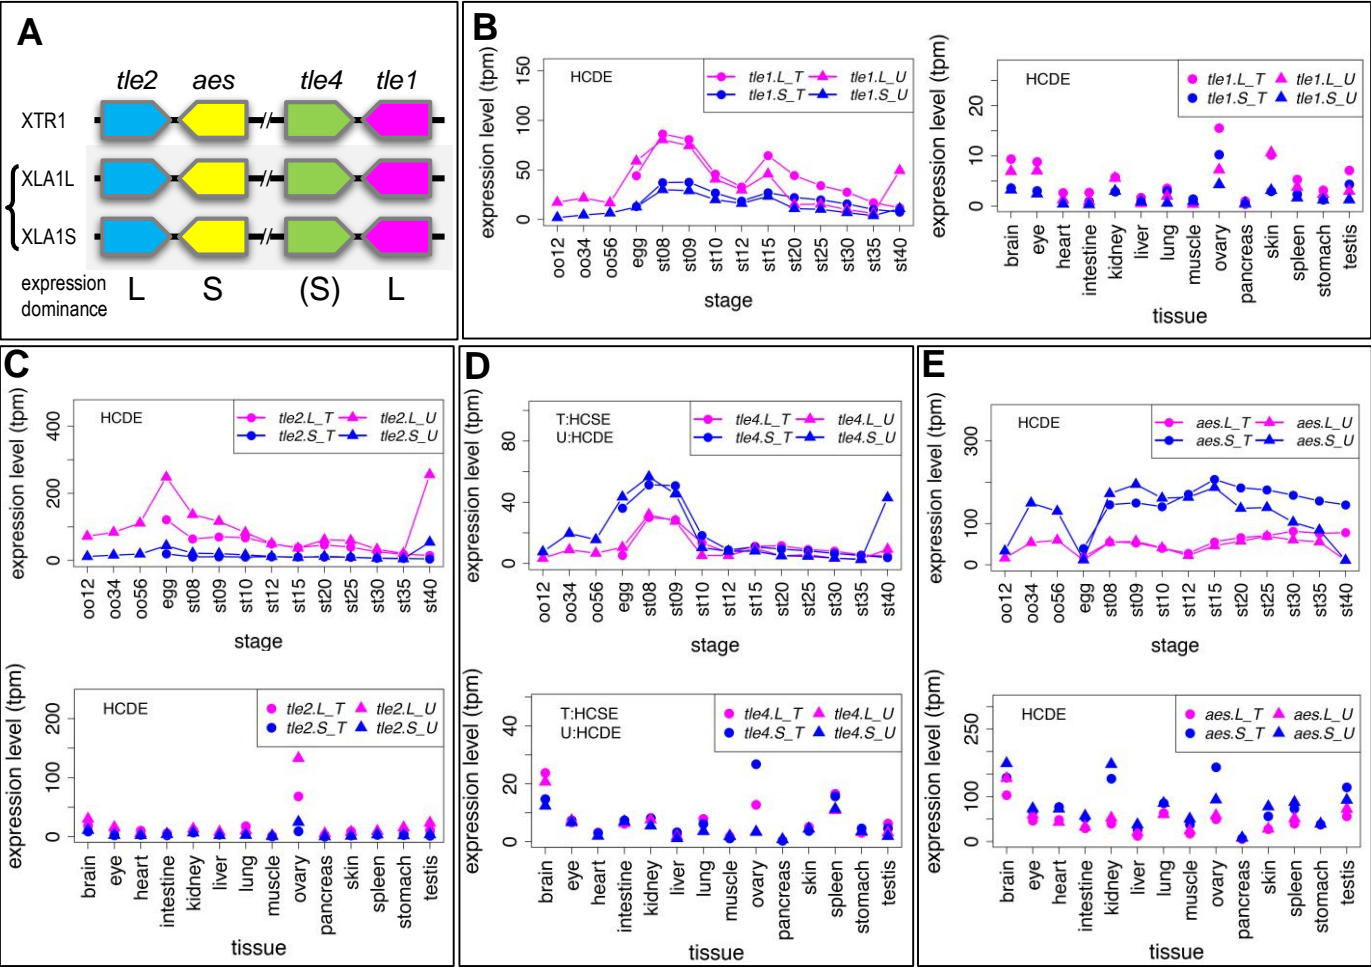 A
tle2 aes tle4 tle1
XTR1 //
XLA1L //
XLA1S //
expression dominance L S (S) L
B
expression level (tpm)
150
100
50
0
HCDE
tle1.L_T tle1.L_U
tle1.S_T tle1.S_U
oo12 oo34 oo56 egg st08 st09 st10 st12 st15 st20 st25 st30 st35 st40
stage
expression level (tpm)
20
10
0
HCDE
tle1.L_T tle1.L_U
tle1.S_T tle1.S_U
brain eye heart intestine kidney liver lung muscle ovary pancreas skin spleen stomach testis
tissue
C
expression level (tpm)
400
200
0
HCDE
tle2.L_T tle2.L_U
tle2.S_T tle2.S_U
oo12 oo34 oo56 egg st08 st09 st10 st12 st15 st20 st25 st30 st35 st40
stage
expression level (tpm)
200
100
0
HCDE
tle2.L_T tle2.L_U
tle2.S_T tle2.S_U
brain eye heart intestine kidney liver lung muscle ovary pancreas skin spleen stomach testis
tissue
D
expression level (tpm)
80
40
0
T:HCSE
U:HCDE
tle4.L_T tle4.L_U
tle4.S_T tle4.S_U
oo12 oo34 oo56 egg st08 st09 st10 st12 st15 st20 st25 st30 st35 st40
stage
expression level (tpm)
40
20
0
T:HCSE
U:HCDE
tle4.L_T tle4.L_U
tle4.S_T tle4.S_U
brain eye heart intestine kidney liver lung muscle ovary pancreas skin spleen stomach testis
tissue
E
expression level (tpm)
300
100
0
HCDE
aes.L_T aes.L_U
aes.S_T aes.S_U
oo12 oo34 oo56 egg st08 st09 st10 st12 st15 st20 st25 st30 st35 st40
stage
expression level (tpm)
250
100
0
HCDE
aes.L_T aes.L_U
aes.S_T aes.S_U
brain eye heart intestine kidney liver lung muscle ovary pancreas skin spleen stomach testis
tissue